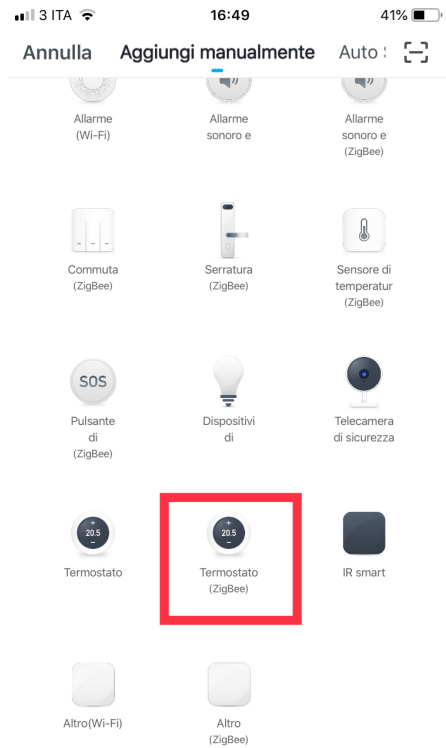 3 ITA 16:49 41%
Annulla Aggiungi manualmente Auto
Allarme Allarme Allarme
(Wi-Fi) sonoro e sonoro e
(ZigBee)
Commuta Serratura Sensore di
(ZigBee) (ZigBee) temperatur
(ZigBee)
SOS
Pulsante Dispositivi Telecamera
di di di sicurezza
(ZigBee)
+ +
20.5 20.5
− −
Termostato Termostato IR smart
(ZigBee)
Altro(Wi-Fi) Altro
(ZigBee)